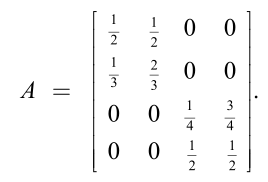 A = [ 1/2 1/2 0 0
1/3 2/3 0 0
0 0 1/4 3/4
0 0 1/2 1/2 ].